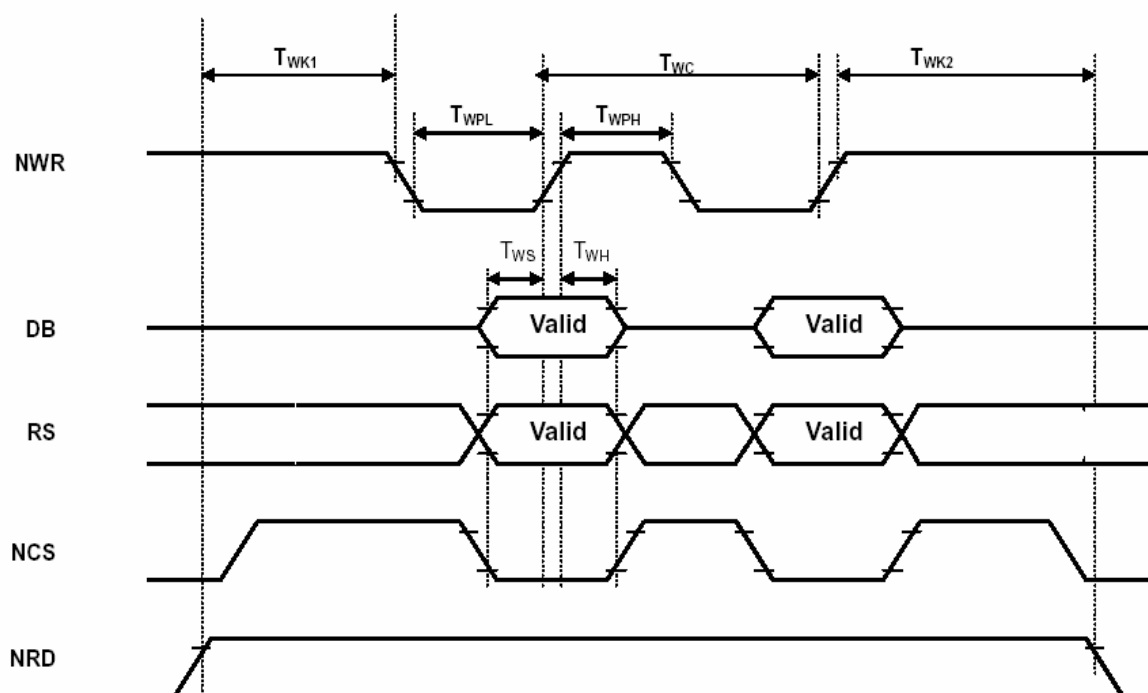 TWK1
TWC
TWK2
TWPL
TWPH
NWR
TWS
TWH
DB
Valid
Valid
RS
Valid
Valid
NCS
NRD